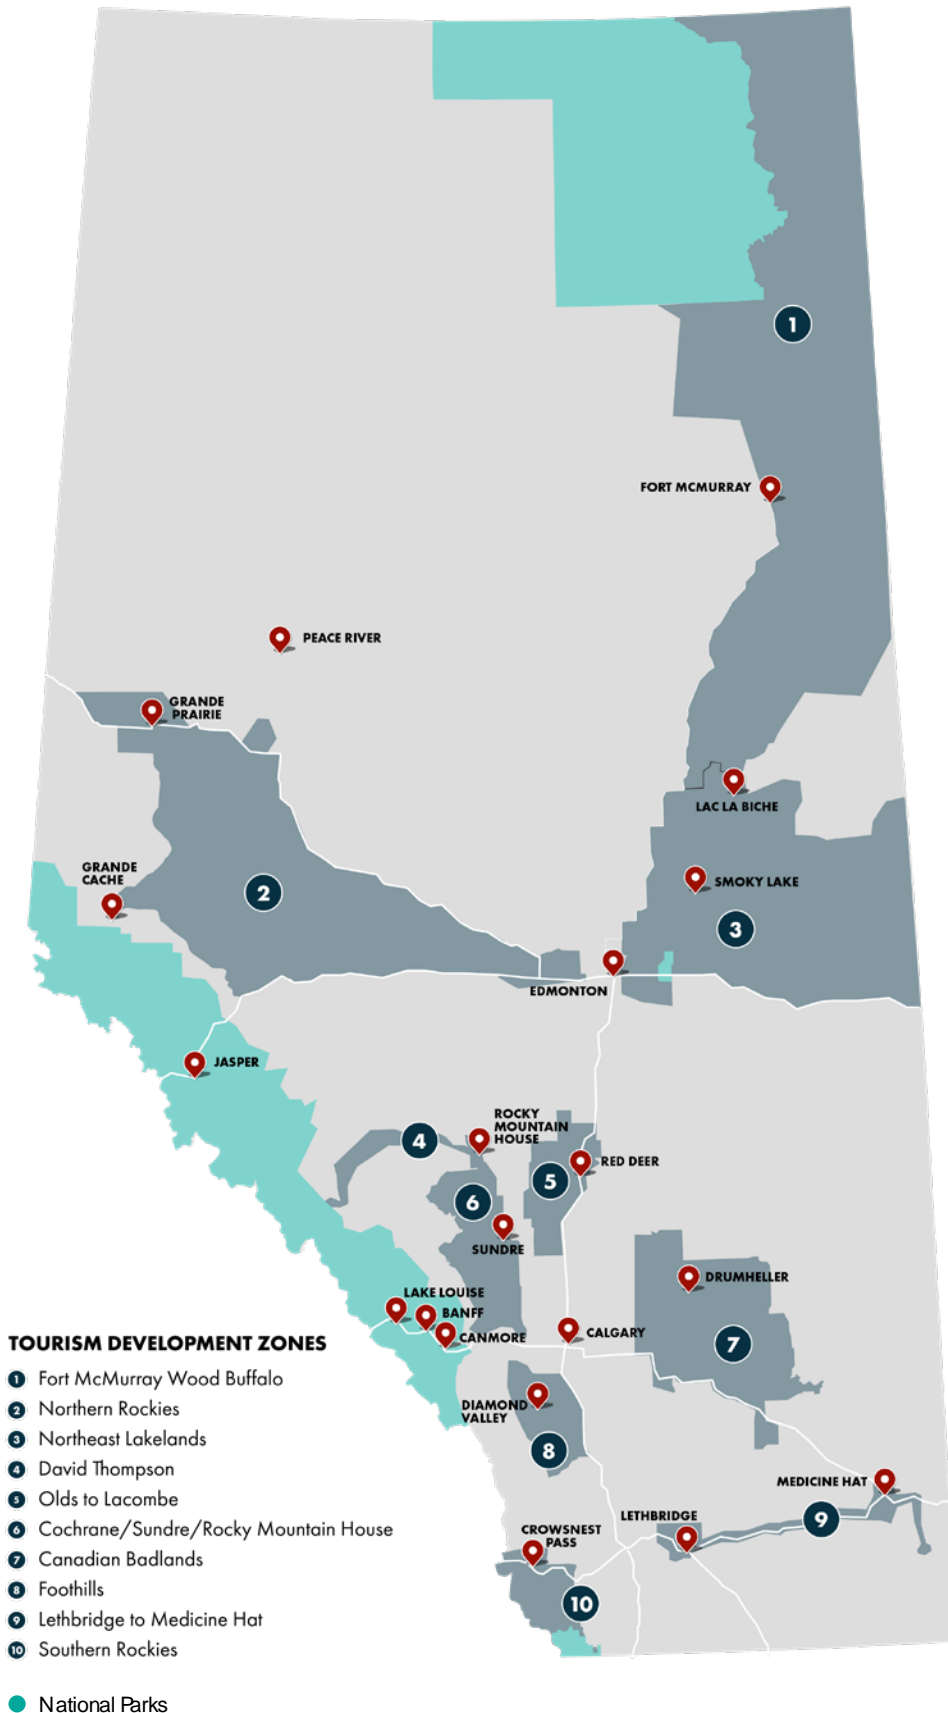 1
FORT MCMURRAY
PEACE RIVER
GRANDE
PRAIRIE
LAC LA BICHE
GRANDE
CACHE
2
SMOKY LAKE
3
EDMONTON
JASPER
ROCKY
MOUNTAIN
HOUSE
4
RED DEER
5
6
SUNDRE
DRUMHELLER
LAKE LOUISE
BANFF
CANMORE
CALGARY
7
DIAMOND
VALLEY
8
MEDICINE HAT
LETHBRIDGE
9
CROWSNEST
PASS
10
TOURISM DEVELOPMENT ZONES
1 Fort McMurray Wood Buffalo
2 Northern Rockies
3 Northeast Lakelands
4 David Thompson
5 Olds to Lacombe
6 Cochrane/Sundre/Rocky Mountain House
7 Canadian Badlands
8 Foothills
9 Lethbridge to Medicine Hat
10 Southern Rockies
National Parks